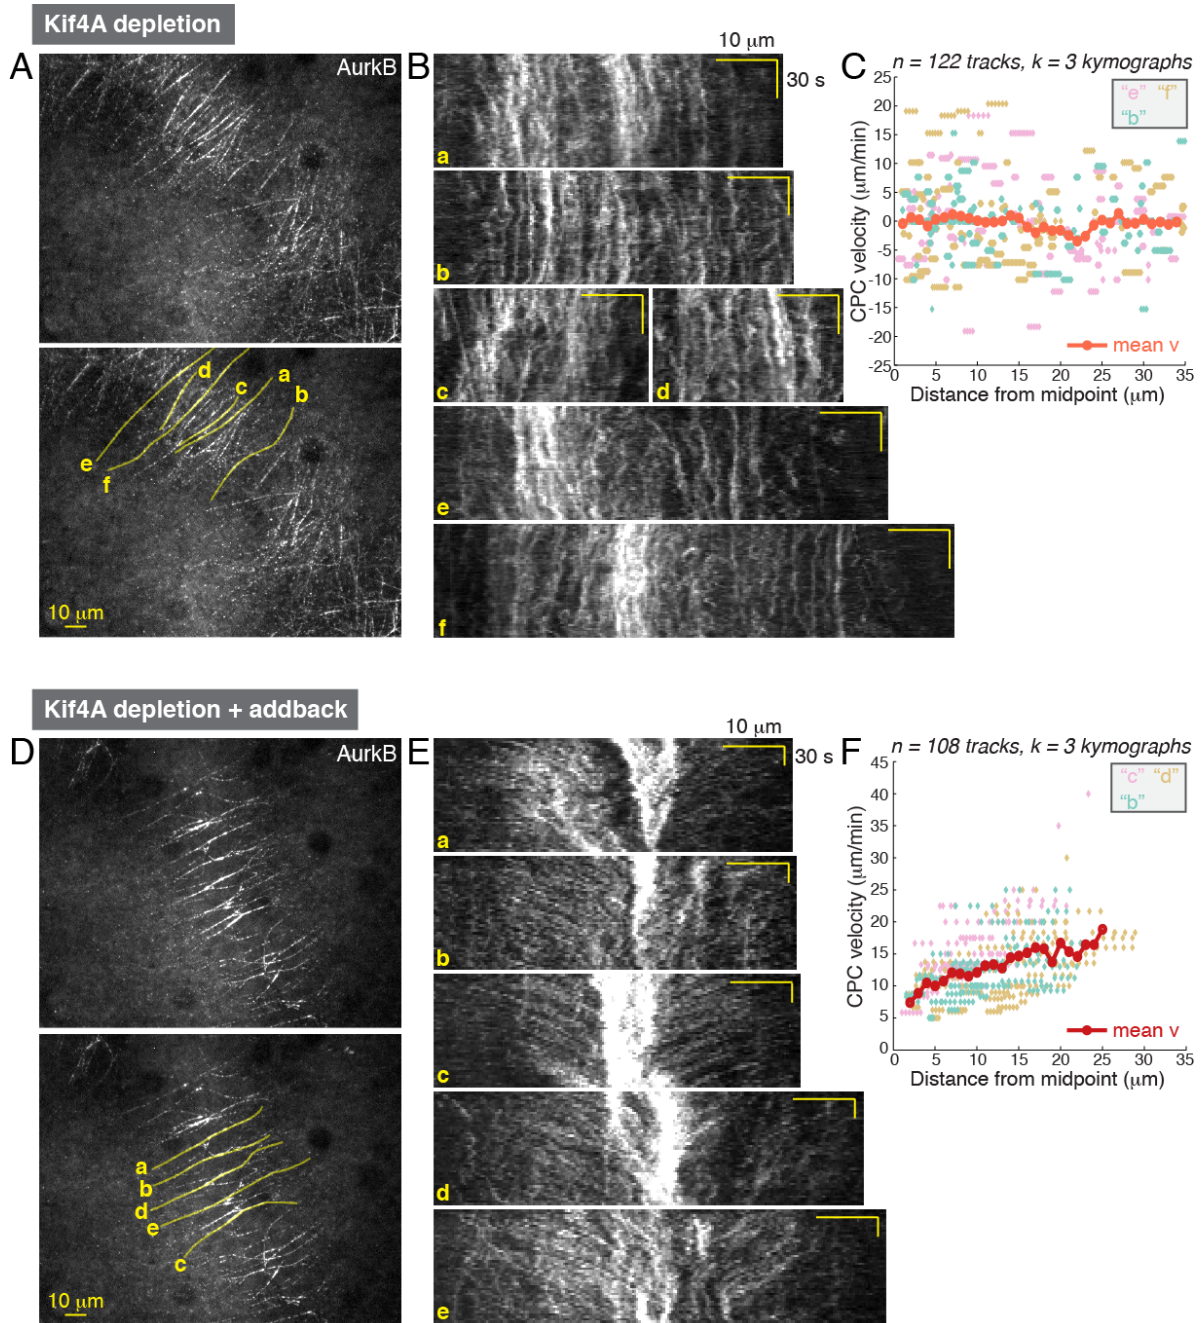 Kif4A depletion
A
AurkB
d
a
c
b
e
f
10 μm
B
10 μm
30 s
a
b
c
d
e
f
C
n = 122 tracks, k = 3 kymographs
"e" "f"
"b"
25
20
15
10
5
0
-5
-10
-15
-20
-25
CPC velocity (μm/min)
mean v
0 5 10 15 20 25 30 35
Distance from midpoint (μm)
Kif4A depletion + addback
D
AurkB
a
b
d
e
c
10 μm
E
10 μm
30 s
a
b
c
d
e
F
n = 108 tracks, k = 3 kymographs
"c" "d"
"b"
45
40
35
30
25
20
15
10
5
0
CPC velocity (μm/min)
mean v
0 5 10 15 20 25 30 35
Distance from midpoint (μm)